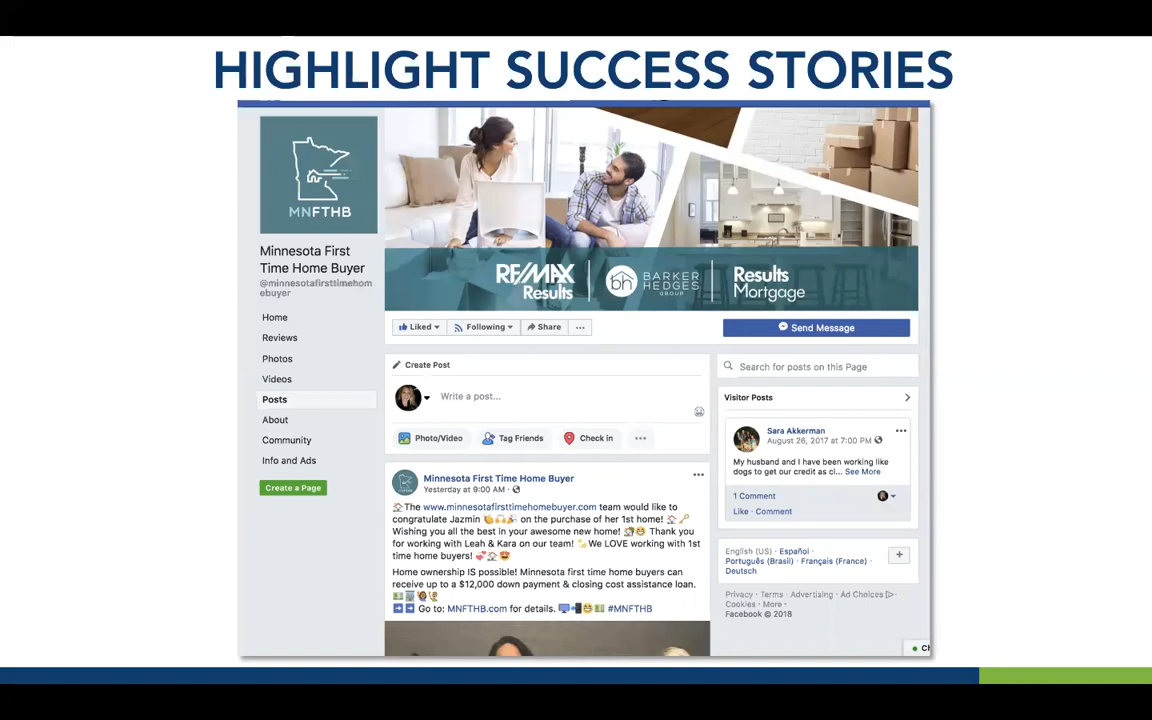 HIGHLIGHT SUCCESS STORIES
MNFTHB
Minnesota First
Time Home Buyer
@minnesotafirsttimehom
ebuyer
Home
Reviews
Photos
Videos
Posts
About
Community
Info and Ads
Create a Page
RE/MAX
Results
bh
BARKER
HEDGES
GROUP
Results
Mortgage
Liked
Following
Share
Send Message
Create Post
Write a post...
Photo/Video
Tag Friends
Check in
Minnesota First Time Home Buyer
Yesterday at 9:00 AM ·
🏠The www.minnesotafirsttimehomebuyer.com team would like to
congratulate Jazmin on the purchase of her 1st home!
Wishing you all the best in your awesome new home! Thank you
for working with Leah & Kara on our team! We LOVE working with 1st
time home buyers!
Home ownership IS possible! Minnesota first time home buyers can
receive up to a $12,000 down payment & closing cost assistance loan.
Go to: MNFTHB.com for details. #MNFTHB
Search for posts on this Page
Visitor Posts
Sara Akkerman
August 26, 2017 at 7:00 PM
My husband and I have been working like
dogs to get our credit as cl... See More
1 Comment
Like · Comment
English (US) · Español ·
Português (Brasil) · Français (France) ·
Deutsch
Privacy · Terms · Advertising · Ad Choices ·
Cookies · More ·
Facebook © 2018